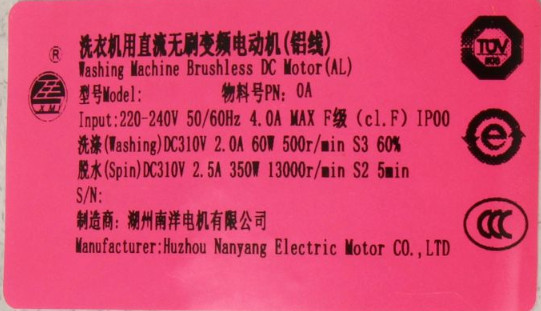 洗衣机用直流无刷变频电动机(铝线)
Washing Machine Brushless DC Motor(AL)
型号Model: 物料号PN: 0A
Input:220-240V 50/60Hz 4.0A MAX F级 (cl.F) IP00
洗涤(Washing)DC310V 2.0A 60W 500r/min S3 60%
脱水(Spin)DC310V 2.5A 350W 13000r/min S2 5min
S/N:
制造商: 湖州南洋电机有限公司
Manufacturer:Huzhou Nanyang Electric Motor CO.,LTD
®
TÜV
CCC